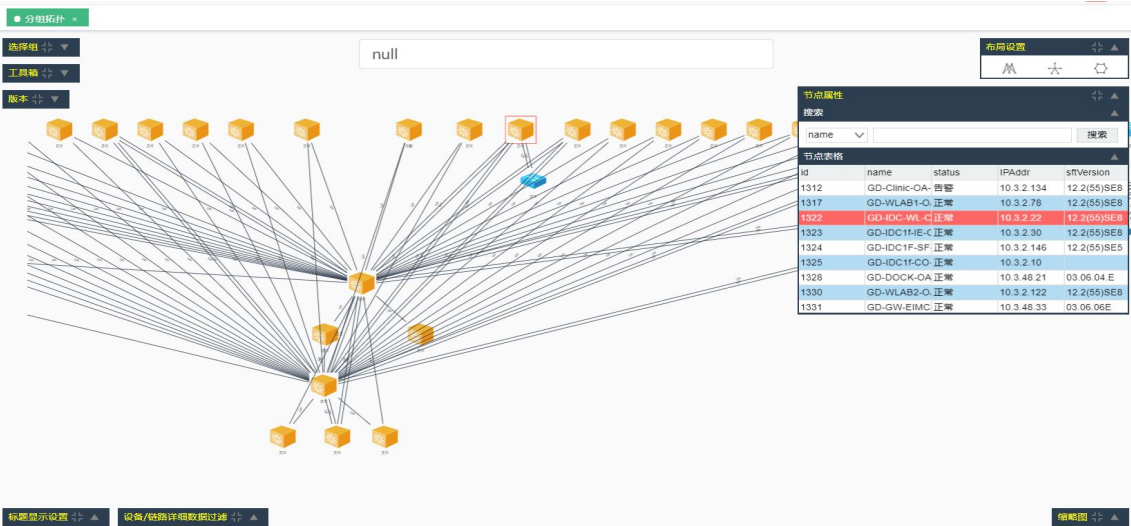 分组拓扑 ×
选择组
工具箱
版本
null
布局设置
节点属性
搜索
name 搜索
节点表格
id name status IPAddr sftVersion
1312 GD-Clinic-OA- 告警 10.3.2.134 12.2(55)SE8
1317 GD-WLAB1-O 正常 10.3.2.78 12.2(55)SE8
1322 GD-IDC-WL-C 正常 10.3.2.22 12.2(55)SE8
1323 GD-IDC1f-IE-C 正常 10.3.2.30 12.2(55)SE8
1324 GD-IDC1F-SF 正常 10.3.2.146 12.2(55)SE5
1325 GD-IDC1f-CO- 正常 10.3.2.10
1328 GD-DOCK-OA 正常 10.3.48.21 03.06.04.E
1330 GD-WLAB2-O 正常 10.3.2.122 12.2(55)SE8
1331 GD-GW-EIMC 正常 10.3.48.33 03.06.06E
标题显示设置
设备/链路详细数据过滤
缩略图